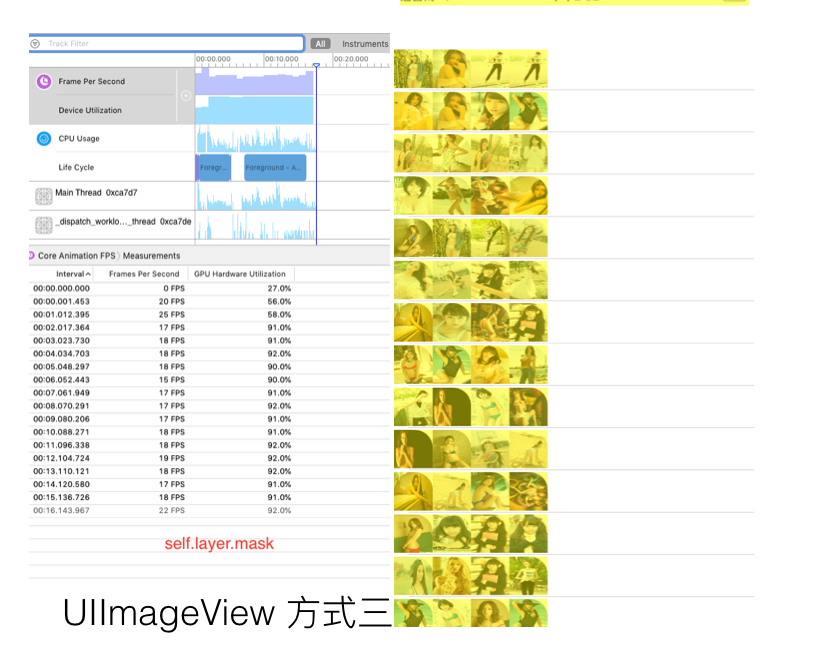 Track Filter
All
Instruments
00:00.000
00:10.000
00:20.000
Frame Per Second
Device Utilization
CPU Usage
Life Cycle
Foregr...
Foreground - A...
Main Thread 0xca7d7
_dispatch_worklo..._thread 0xca7de
Core Animation FPS 〉 Measurements
Interval Frames Per Second GPU Hardware Utilization
00:00.000.000 0 FPS 27.0%
00:00.001.453 20 FPS 56.0%
00:01.012.395 25 FPS 58.0%
00:02.017.364 17 FPS 91.0%
00:03.023.730 18 FPS 91.0%
00:04.034.703 18 FPS 92.0%
00:05.048.297 18 FPS 90.0%
00:06.052.443 15 FPS 90.0%
00:07.061.949 17 FPS 91.0%
00:08.070.291 17 FPS 92.0%
00:09.080.206 17 FPS 91.0%
00:10.088.271 18 FPS 91.0%
00:11.096.338 18 FPS 92.0%
00:12.104.724 19 FPS 92.0%
00:13.110.121 18 FPS 92.0%
00:14.120.580 17 FPS 91.0%
00:15.136.726 18 FPS 91.0%
00:16.143.967 22 FPS 92.0%
self.layer.mask
UIImageView 方式三